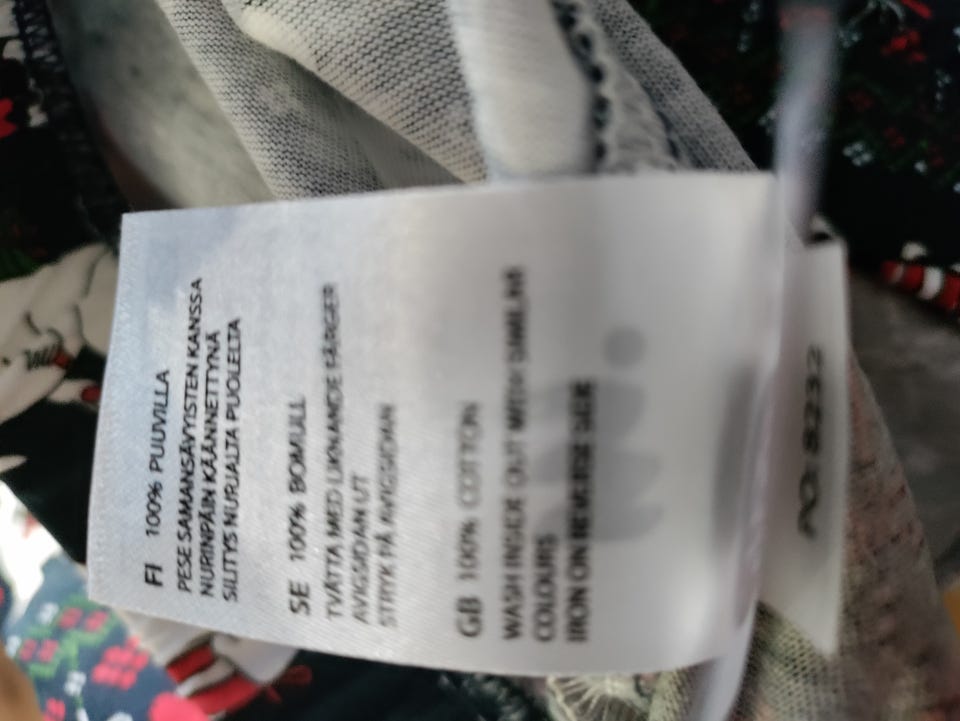 FI 100% PUUVILLA
PESE SAMANSÄVYISTEN KANSSA
NURINPÄIN KÄÄNNETTYNÄ
SILITYS NURJALTA PUOLELTA
SE 100% BOMULL
TVÄTTA MED LIKNANDE FÄRGER
AVIGSIDAN UT
STRYK PÅ AVIGSIDAN
GB 100% COTTON
WASH INSIDE OUT WITH SIMILAR
COLOURS
IRON ON REVERSE SIDE